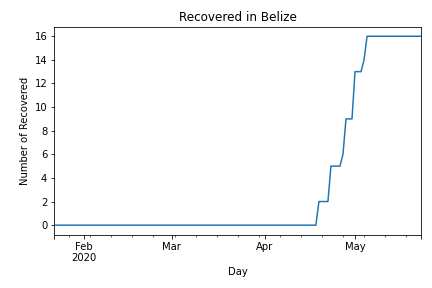 Recovered in Belize
Number of Recovered
16
14
12
10
8
6
4
2
0
Feb
2020
Mar
Apr
May
Day